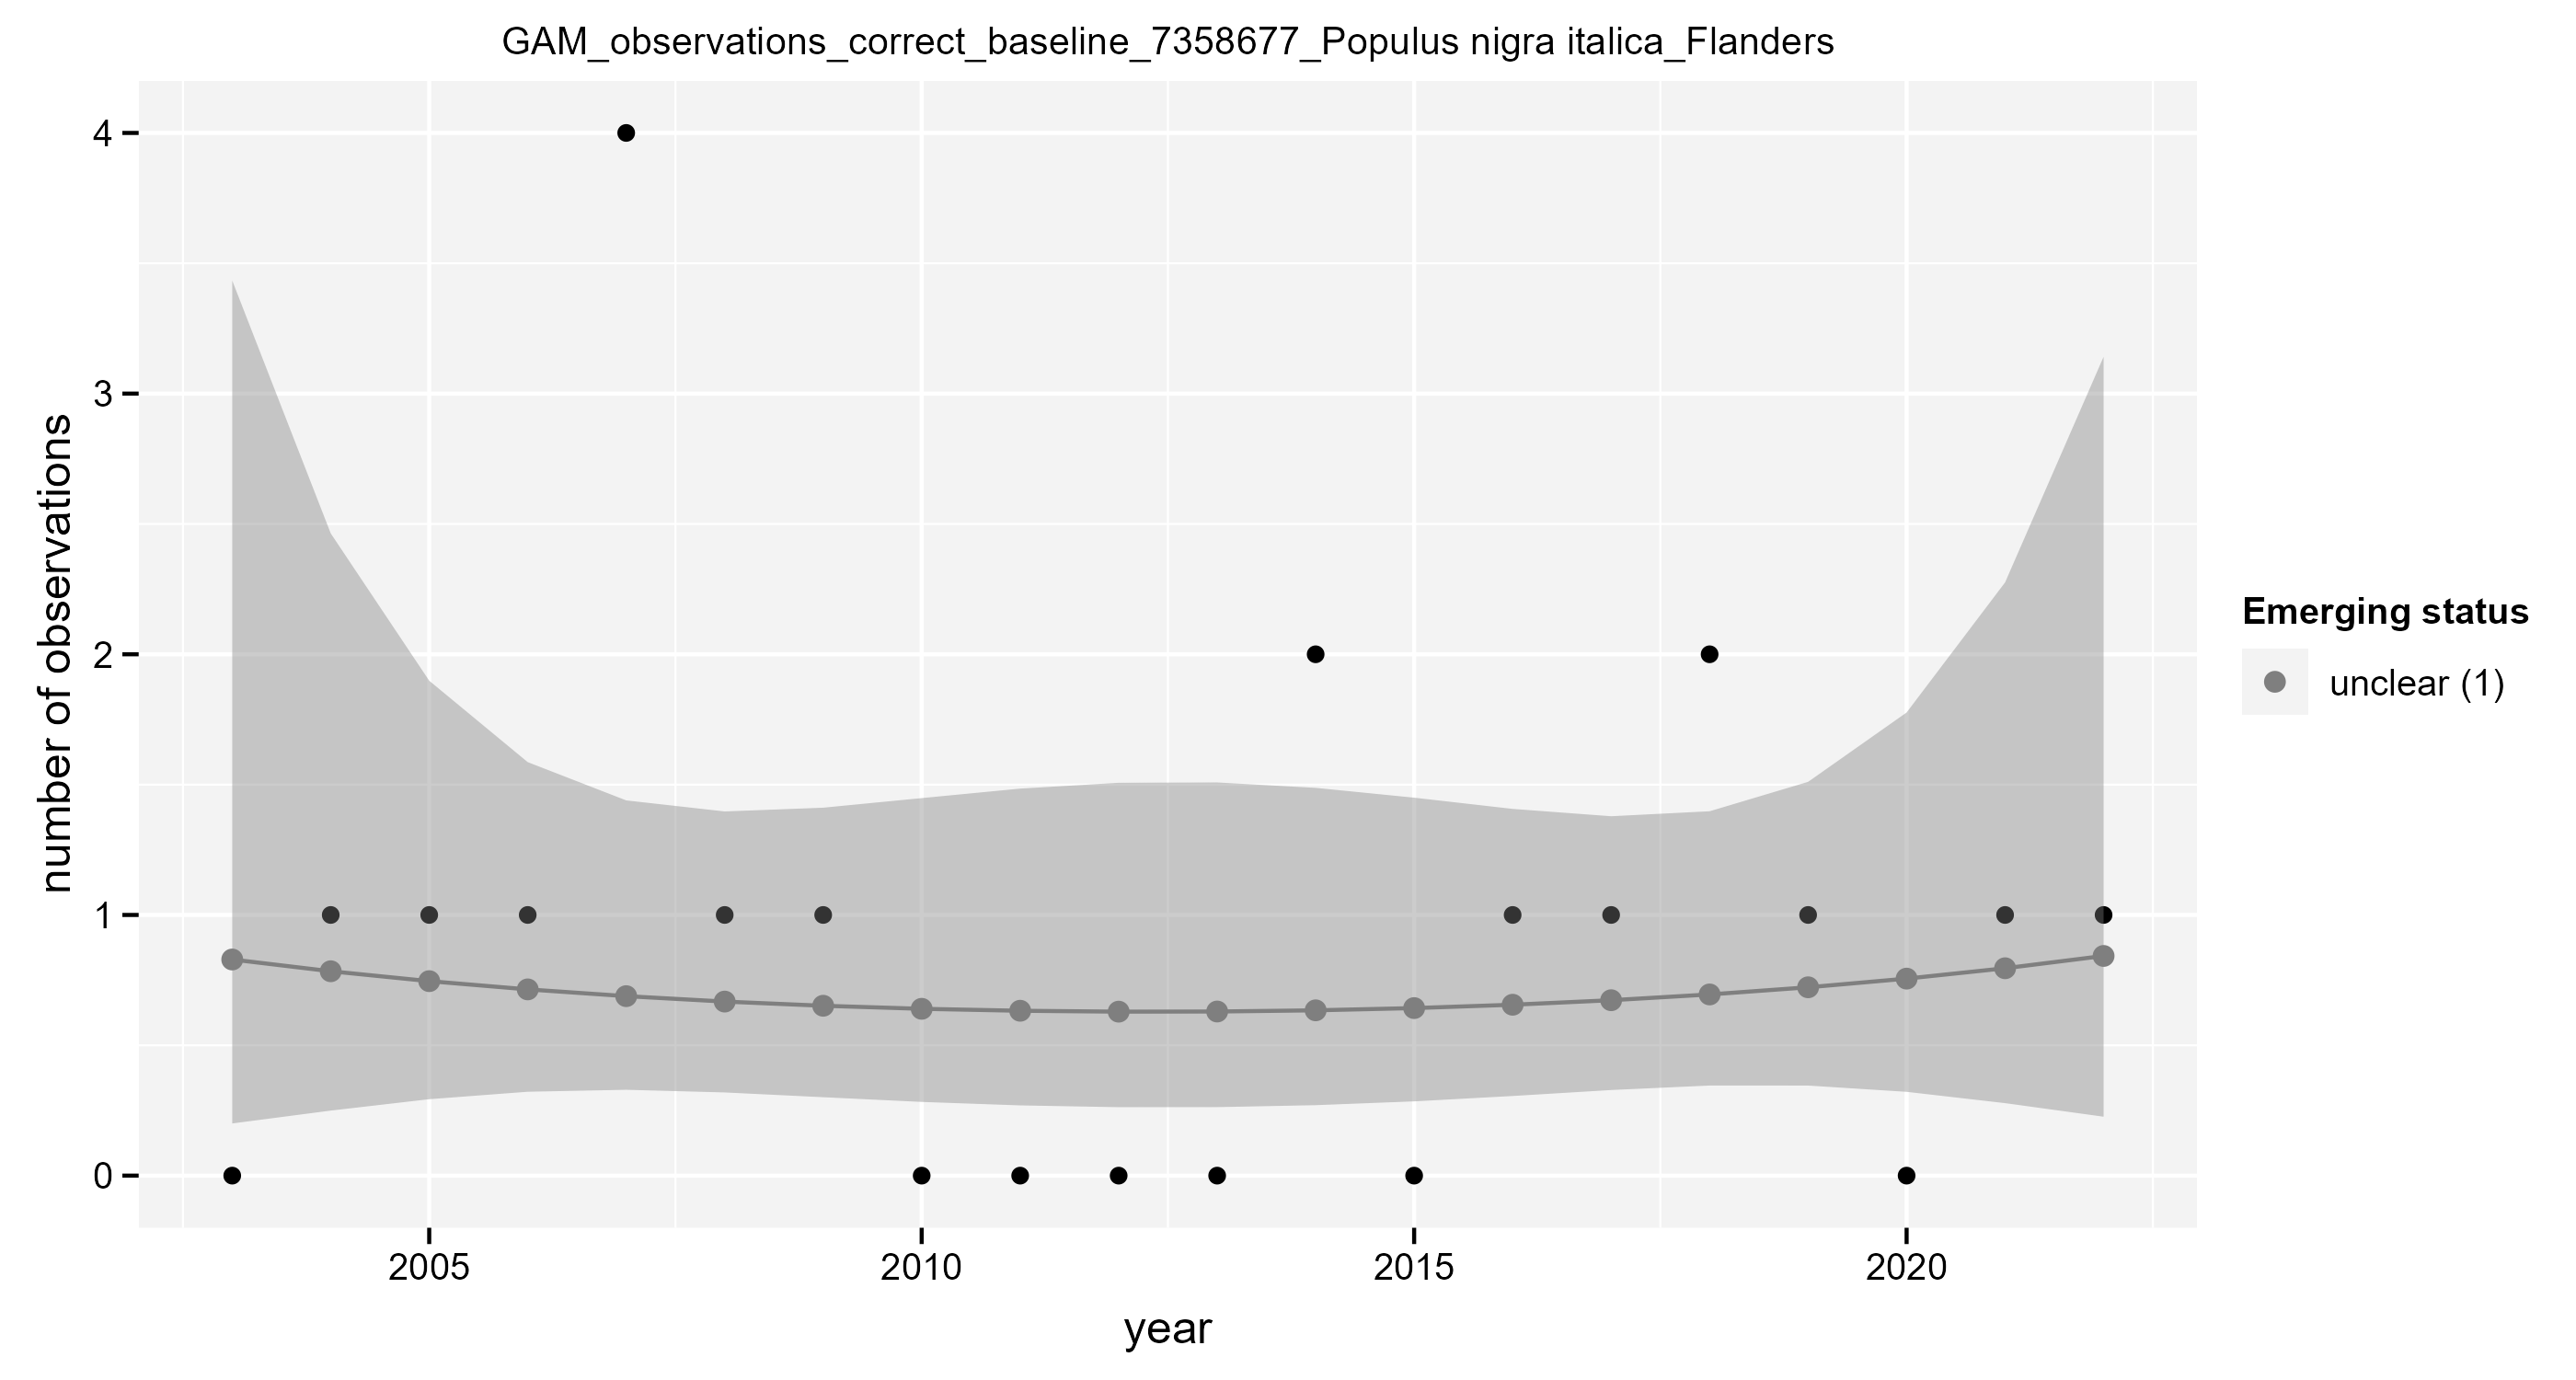 GAM_observations_correct_baseline_7358677_Populus nigra italica_Flanders
number of observations
4
3
2
1
0
2005
2010
2015
2020
year
Emerging status
unclear (1)